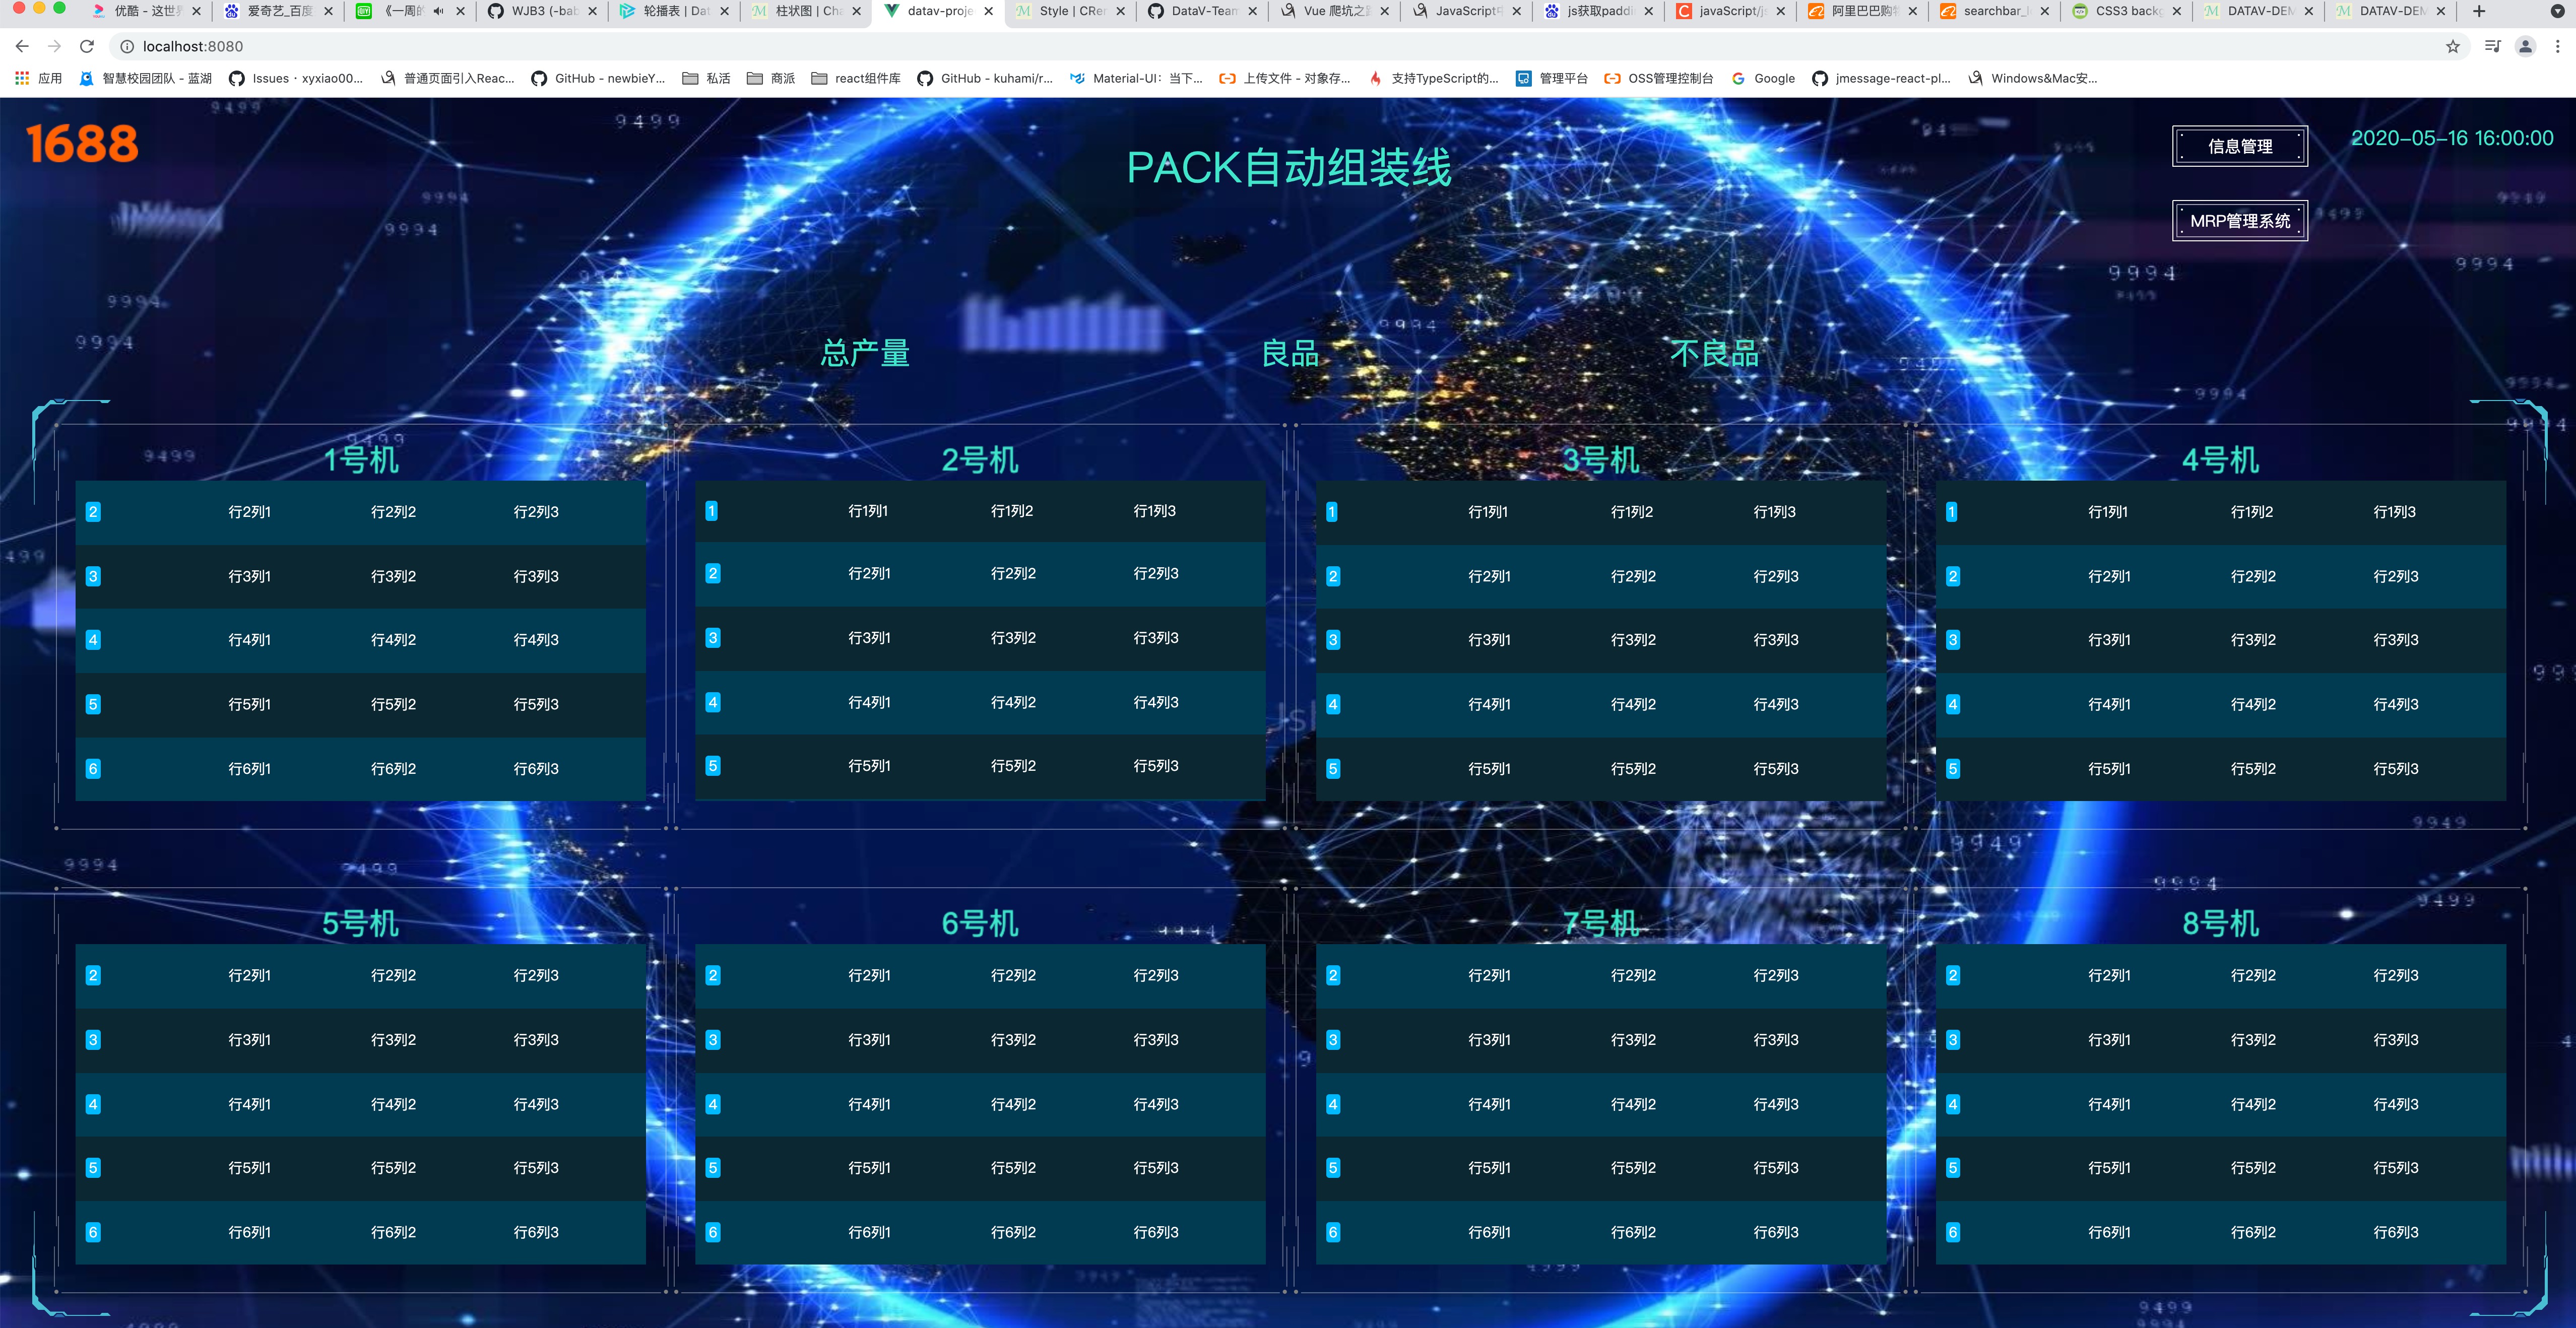 优酷 - 这世界 爱奇艺_百度 《一周的 WJB3 (-bab 轮播表 | Dat 柱状图 | Cha datav-proje Style | CRen DataV-Team Vue 爬坑之路 JavaScript中 js获取paddin javaScript/js 阿里巴巴购物 searchbar_l CSS3 backg DATAV-DEM DATAV-DEM
localhost:8080
应用 智慧校园团队 - 蓝湖 Issues · xyxiao00... 普通页面引入Reac... GitHub - newbieY... 私活 商派 react组件库 GitHub - kuhami/r... Material-UI：当下... 上传文件 - 对象存... 支持TypeScript的... 管理平台 OSS管理控制台 Google jmessage-react-pl... Windows&Mac安...
1688
PACK自动组装线
信息管理
2020-05-16 16:00:00
MRP管理系统
总产量 良品 不良品
1号机
2 行2列1 行2列2 行2列3
3 行3列1 行3列2 行3列3
4 行4列1 行4列2 行4列3
5 行5列1 行5列2 行5列3
6 行6列1 行6列2 行6列3
2号机
1 行1列1 行1列2 行1列3
2 行2列1 行2列2 行2列3
3 行3列1 行3列2 行3列3
4 行4列1 行4列2 行4列3
5 行5列1 行5列2 行5列3
3号机
1 行1列1 行1列2 行1列3
2 行2列1 行2列2 行2列3
3 行3列1 行3列2 行3列3
4 行4列1 行4列2 行4列3
5 行5列1 行5列2 行5列3
4号机
1 行1列1 行1列2 行1列3
2 行2列1 行2列2 行2列3
3 行3列1 行3列2 行3列3
4 行4列1 行4列2 行4列3
5 行5列1 行5列2 行5列3
5号机
2 行2列1 行2列2 行2列3
3 行3列1 行3列2 行3列3
4 行4列1 行4列2 行4列3
5 行5列1 行5列2 行5列3
6 行6列1 行6列2 行6列3
6号机
2 行2列1 行2列2 行2列3
3 行3列1 行3列2 行3列3
4 行4列1 行4列2 行4列3
5 行5列1 行5列2 行5列3
6 行6列1 行6列2 行6列3
7号机
2 行2列1 行2列2 行2列3
3 行3列1 行3列2 行3列3
4 行4列1 行4列2 行4列3
5 行5列1 行5列2 行5列3
6 行6列1 行6列2 行6列3
8号机
2 行2列1 行2列2 行2列3
3 行3列1 行3列2 行3列3
4 行4列1 行4列2 行4列3
5 行5列1 行5列2 行5列3
6 行6列1 行6列2 行6列3